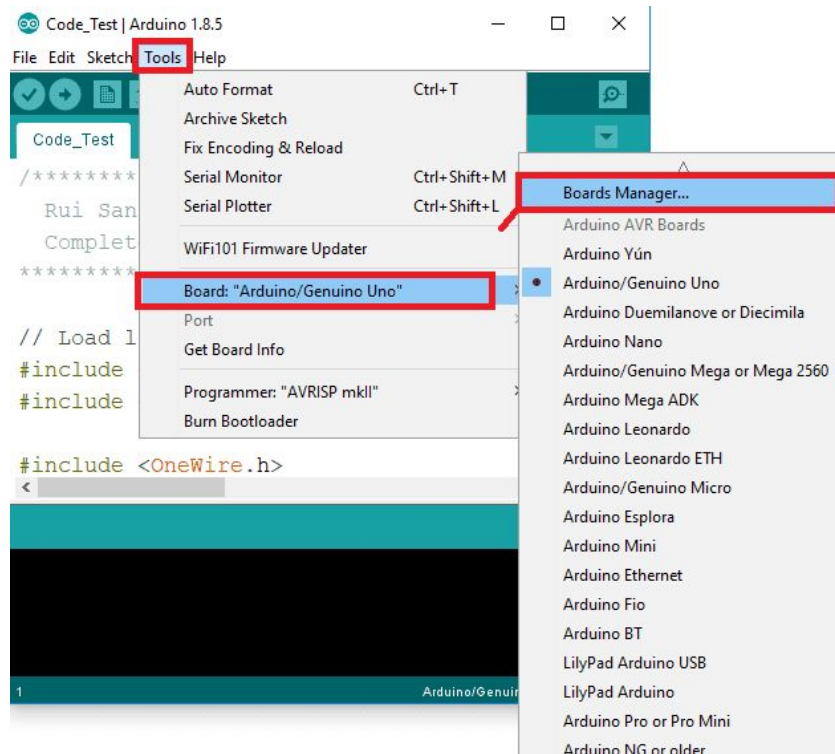 Code_Test | Arduino 1.8.5
File Edit Sketch Tools Help
Auto Format Ctrl+T
Archive Sketch
Fix Encoding & Reload
Serial Monitor Ctrl+Shift+M
Serial Plotter Ctrl+Shift+L
WiFi101 Firmware Updater
Board: "Arduino/Genuino Uno"
Port
Get Board Info
Programmer: "AVRISP mkII"
Burn Bootloader
Code_Test
/********
Rui San
Complet
*********
// Load l
#include
#include
#include <OneWire.h>
1 Arduino/Genuin
Boards Manager...
Arduino AVR Boards
Arduino Yún
Arduino/Genuino Uno
Arduino Duemilanove or Diecimila
Arduino Nano
Arduino/Genuino Mega or Mega 2560
Arduino Mega ADK
Arduino Leonardo
Arduino Leonardo ETH
Arduino/Genuino Micro
Arduino Esplora
Arduino Mini
Arduino Ethernet
Arduino Fio
Arduino BT
LilyPad Arduino USB
LilyPad Arduino
Arduino Pro or Pro Mini
Arduino NG or older